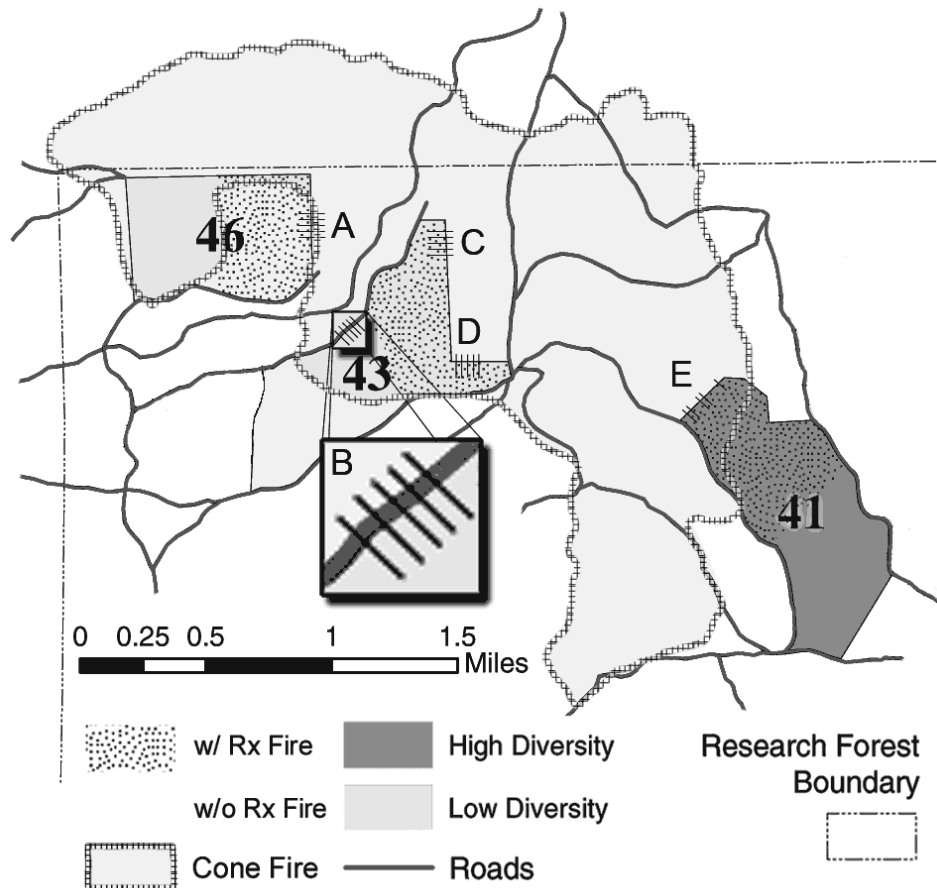 46
A
C
D
43
E
B
41
0 0.25 0.5 1 1.5
Miles
w/ Rx Fire
High Diversity
Research Forest
Boundary
w/o Rx Fire
Low Diversity
Cone Fire
Roads